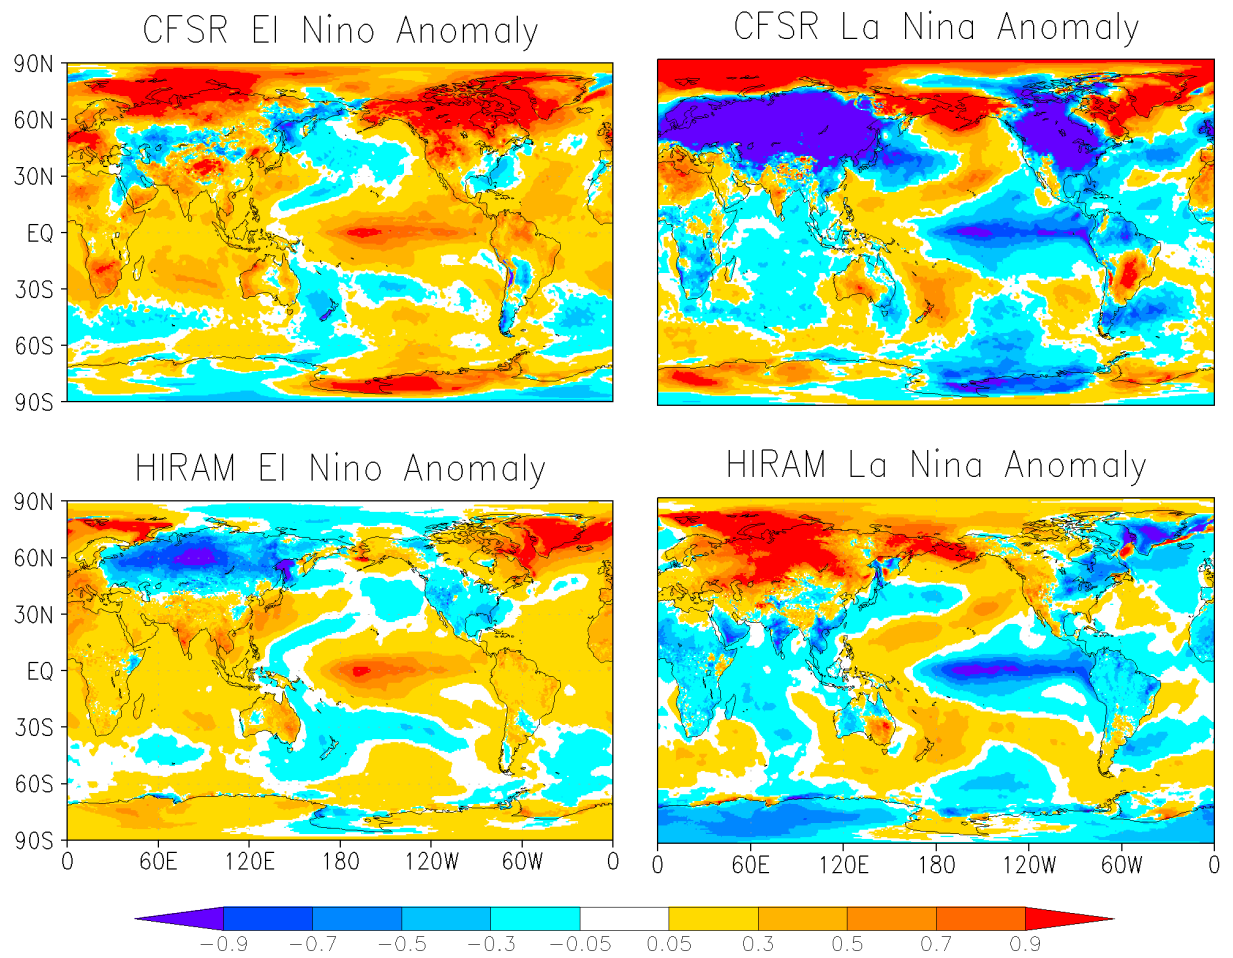 CFSR El Nino Anomaly
CFSR La Nina Anomaly
90N
60N
30N
EQ
30S
60S
90S
HIRAM El Nino Anomaly
HIRAM La Nina Anomaly
90N
60N
30N
EQ
30S
60S
90S
0 60E 120E 180 120W 60W 0
0 60E 120E 180 120W 60W 0
-0.9 -0.7 -0.5 -0.3 -0.05 0.05 0.3 0.5 0.7 0.9